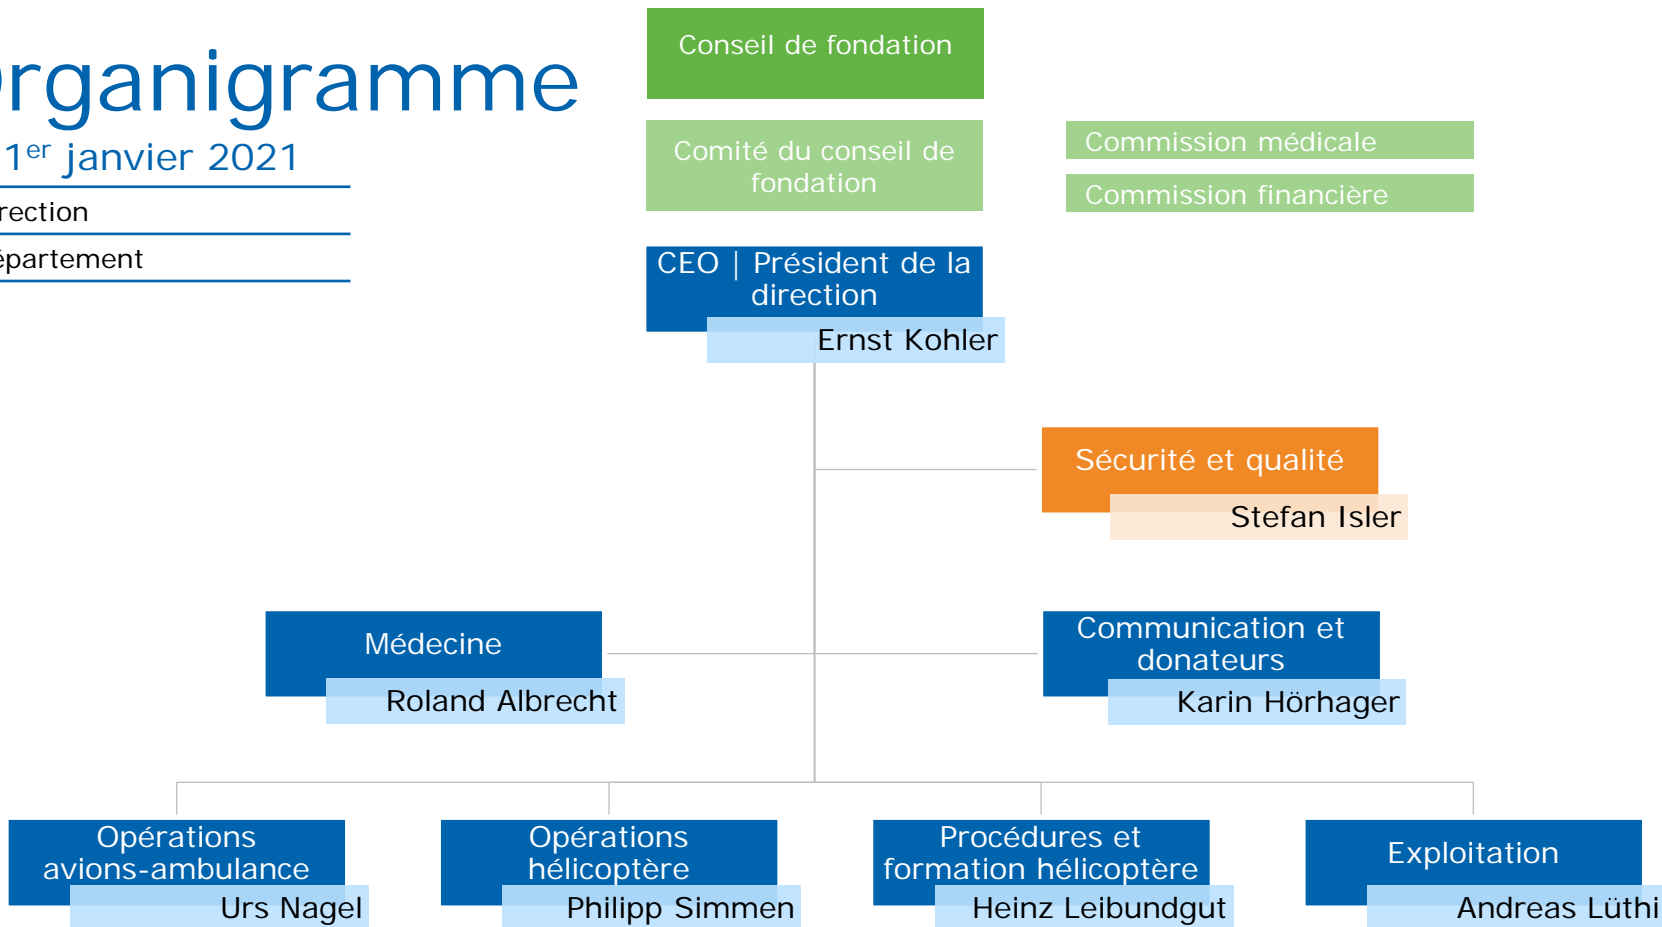 rganigramme
1er janvier 2021
rection
épartement
Conseil de fondation
Comité du conseil de
fondation
Commission médicale
Commission financière
CEO | Président de la
direction
Ernst Kohler
Sécurité et qualité
Stefan Isler
Médecine
Roland Albrecht
Communication et
donateurs
Karin Hörhager
Opérations
avions-ambulance
Urs Nagel
Opérations
hélicoptère
Philipp Simmen
Procédures et
formation hélicoptère
Heinz Leibundgut
Exploitation
Andreas Lüthi